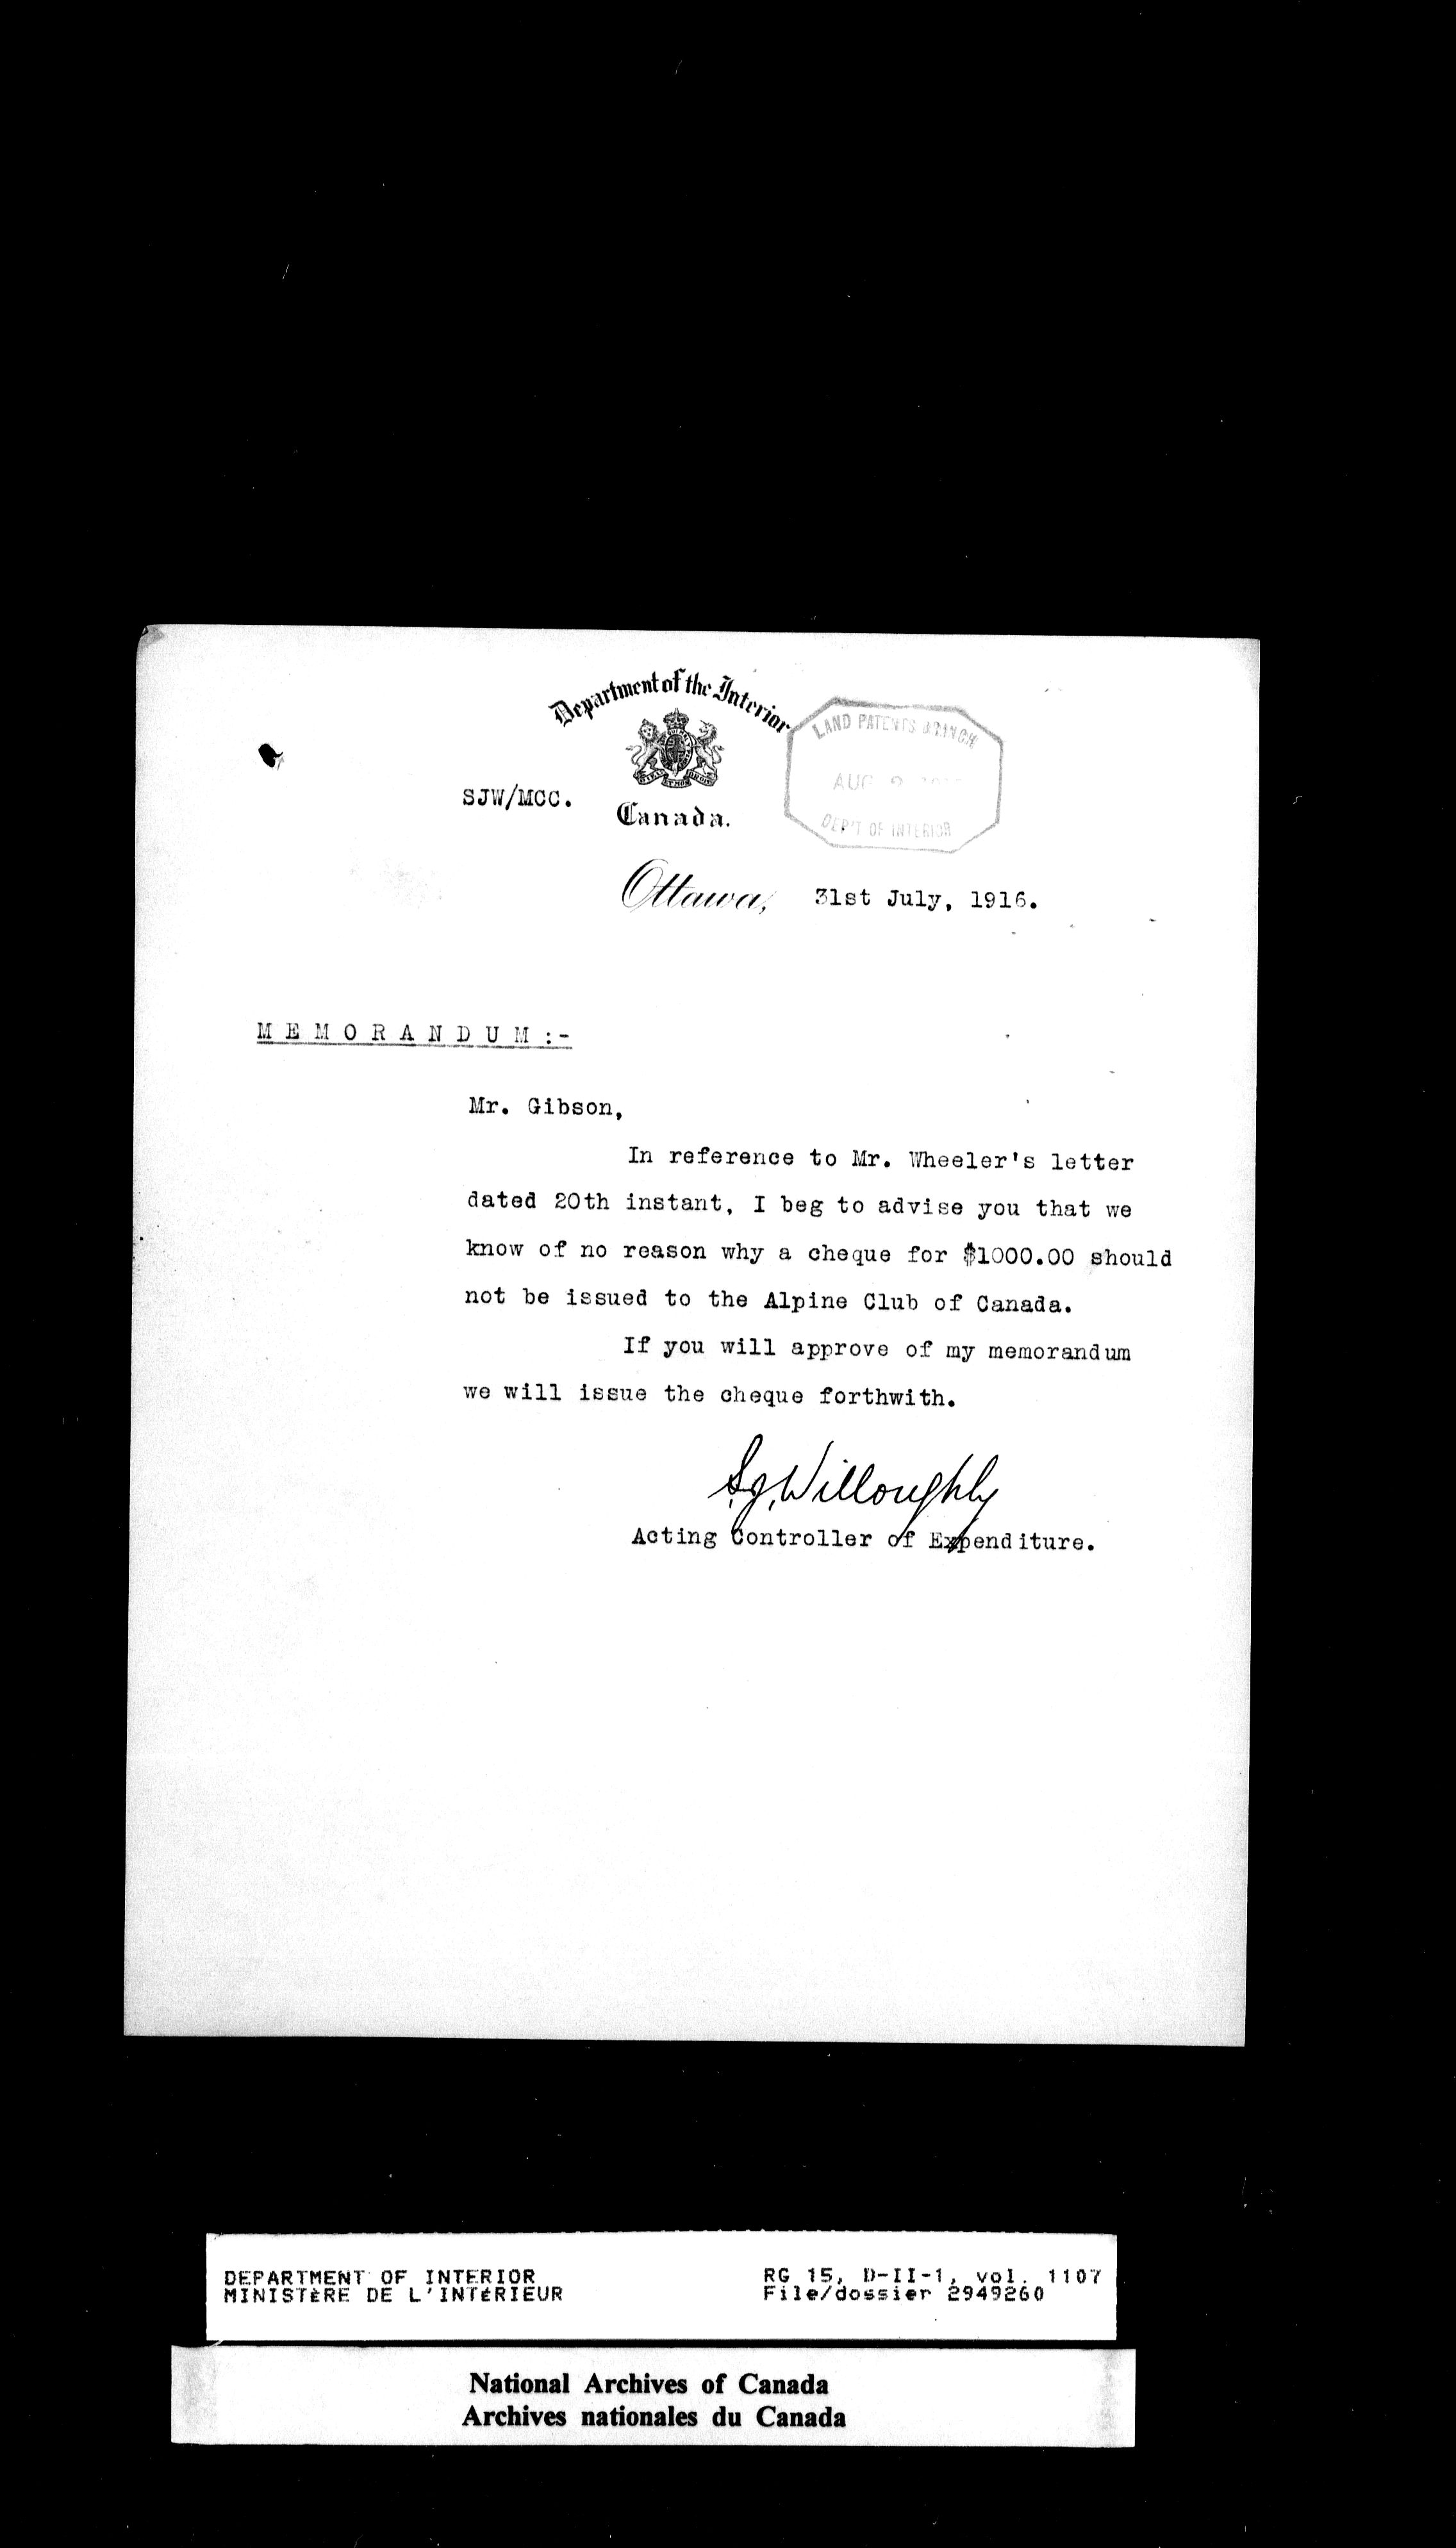 Department of the Interior
LAND PATENTS BRANCH
AUG
DEP'T OF INTERIOR
SJW/MCC.
Canada.
Ottawa, 31st July, 1916.
M E M O R A N D U M :-
Mr. Gibson,
In reference to Mr. Wheeler's letter
dated 20th instant, I beg to advise you that we
know of no reason why a cheque for $1000.00 should
not be issued to the Alpine Club of Canada.
If you will approve of my memorandum
we will issue the cheque forthwith.
S.J. Willoughby
Acting Controller of Expenditure.
DEPARTMENT OF INTERIOR RG 15, D-II-1, vol. 1107
MINISTÈRE DE L'INTÉRIEUR File/dossier 2949260
National Archives of Canada
Archives nationales du Canada